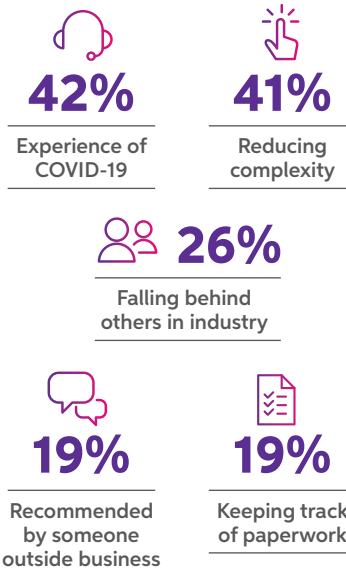 42%
Experience of
COVID-19
41%
Reducing
complexity
26%
Falling behind
others in industry
19%
Recommended
by someone
outside business
19%
Keeping track
of paperwork